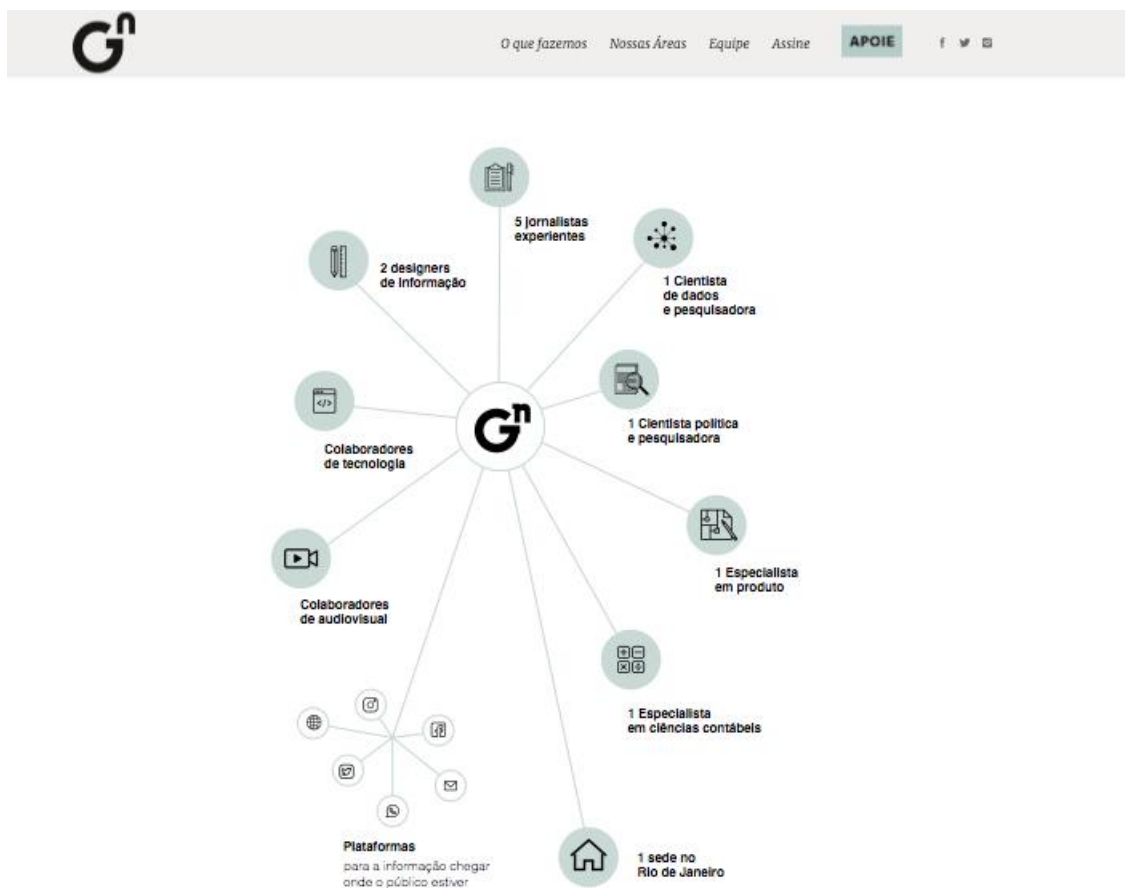 Gⁿ
O que fazemos
Nossas Áreas
Equipe
Assine
APOIE
5 jornalistas
experientes
2 designers
de informação
1 Cientista
de dados
e pesquisadora
1 Cientista política
e pesquisadora
Gⁿ
Colaboradores
de tecnologia
1 Especialista
em produto
Colaboradores
de audiovisual
1 Especialista
em ciências contábeis
Plataformas
para a informação chegar
onde o público estiver
1 sede no
Rio de Janeiro